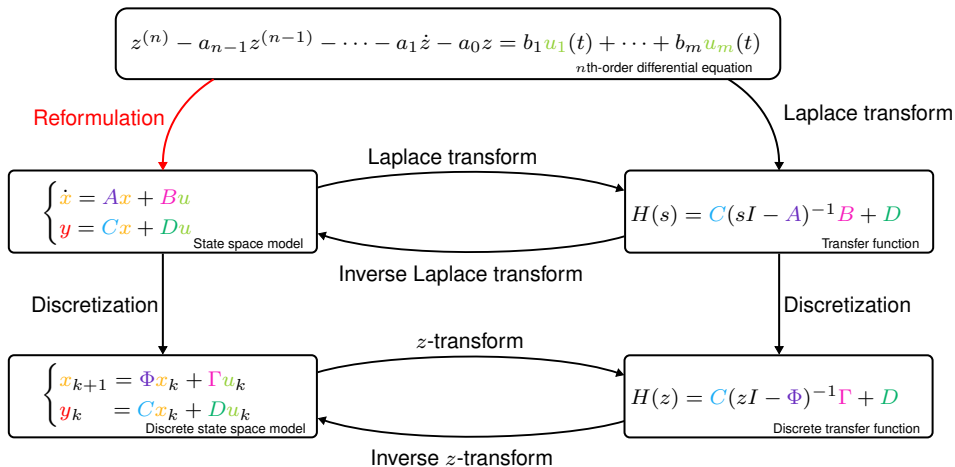 z^{(n)} − a_{n−1}z^{(n−1)} − ⋯ − a_1ż − a_0z = b_1u_1(t) + ⋯ + b_mu_m(t)
nth-order differential equation
Reformulation
Laplace transform
Laplace transform
ẋ = Ax + Bu
y = Cx + Du
State space model
H(s) = C(sI − A)^{−1}B + D
Transfer function
Inverse Laplace transform
Discretization
Discretization
z-transform
x_{k+1} = Φx_k + Γu_k
y_k = Cx_k + Du_k
Discrete state space model
H(z) = C(zI − Φ)^{−1}Γ + D
Discrete transfer function
Inverse z-transform